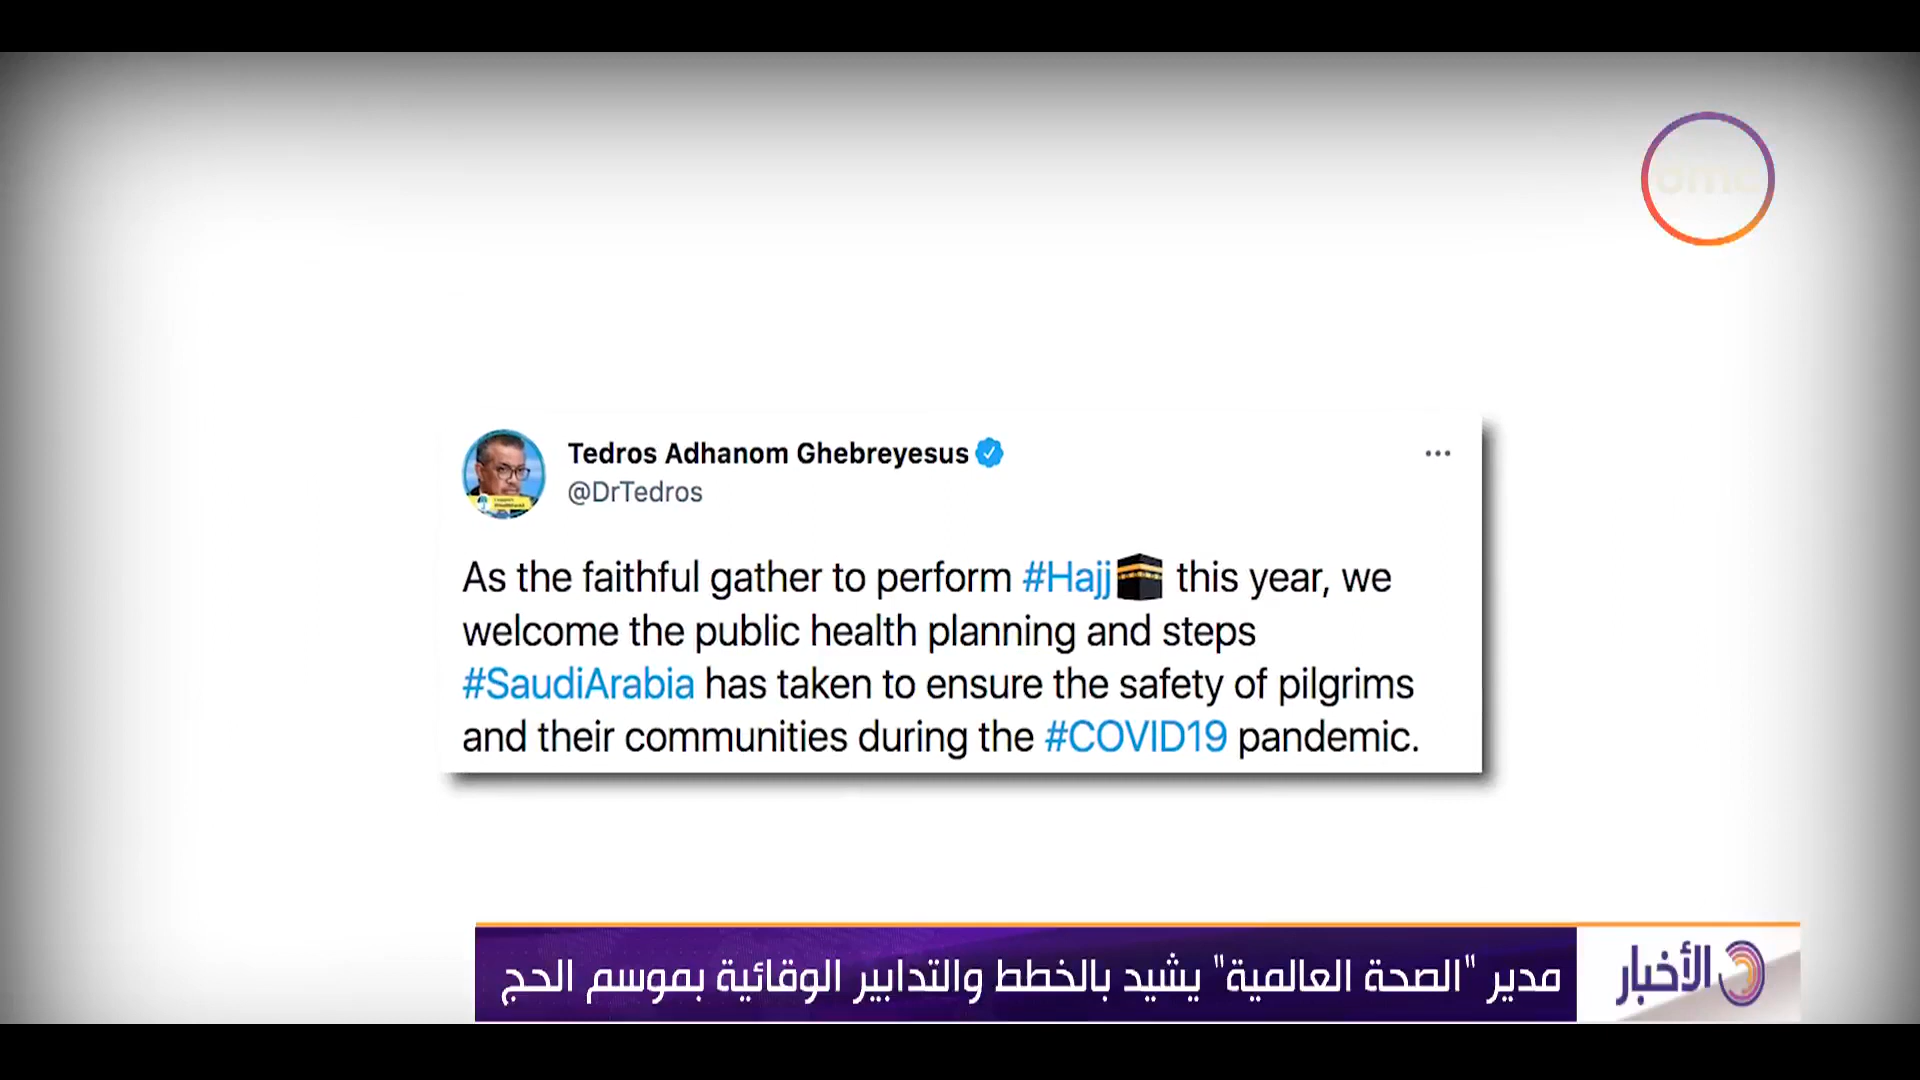 dmc
Tedros Adhanom Ghebreyesus
@DrTedros
As the faithful gather to perform #Hajj🕋 this year, we
welcome the public health planning and steps
#SaudiArabia has taken to ensure the safety of pilgrims
and their communities during the #COVID19 pandemic.
الأخبار
مدير "الصحة العالمية" يشيد بالخطط والتدابير الوقائية بموسم الحج